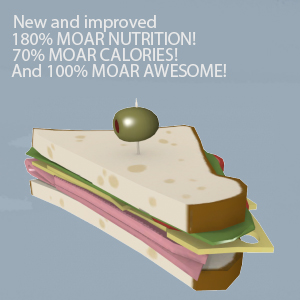 New and improved
180% MOAR NUTRITION!
70% MOAR CALORIES!
And 100% MOAR AWESOME!